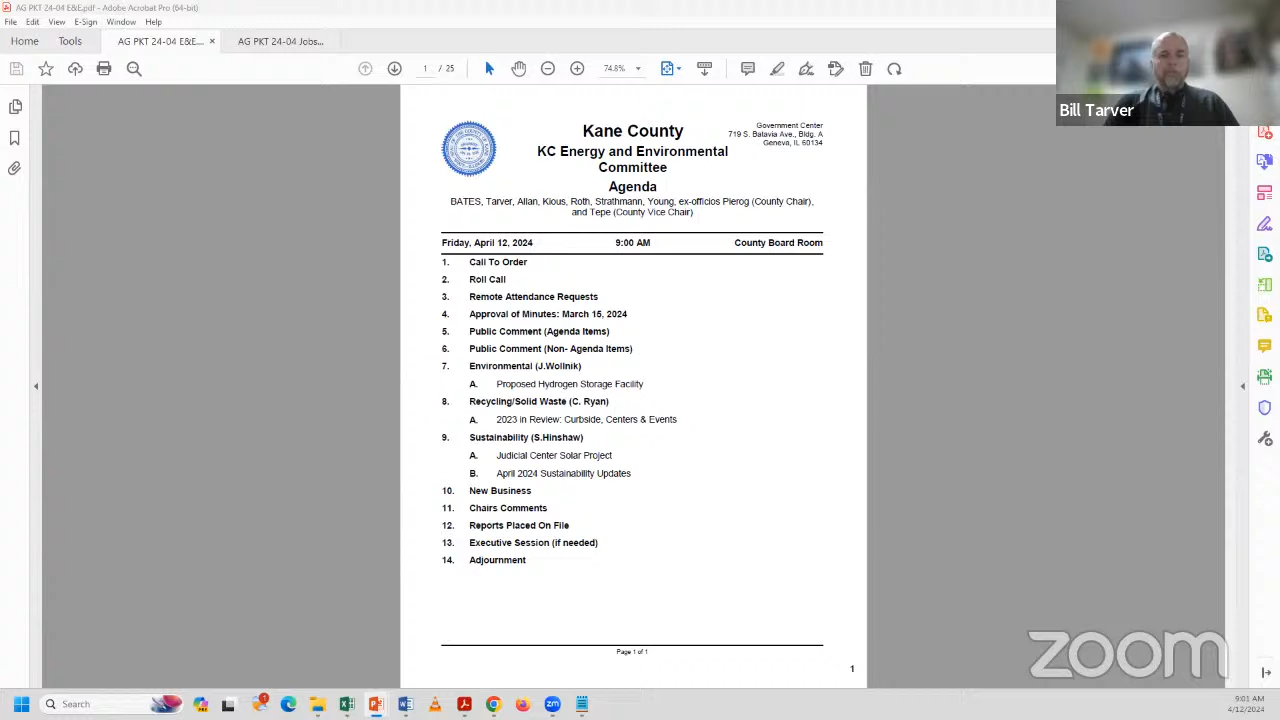 AG PKT 24-04 E&E.pdf - Adobe Acrobat Pro (64-bit)
File Edit View E-Sign Window Help
Home Tools AG PKT 24-04 E&E... × AG PKT 24-04 Jobs...
1 / 25 74.8%
Bill Tarver
Kane County
KC Energy and Environmental
Committee
Agenda
Government Center
719 S. Batavia Ave., Bldg. A
Geneva, IL 60134
BATES, Tarver, Allan, Kious, Roth, Strathmann, Young, ex-officios Pierog (County Chair),
and Tepe (County Vice Chair)
Friday, April 12, 2024 9:00 AM County Board Room
1. Call To Order
2. Roll Call
3. Remote Attendance Requests
4. Approval of Minutes: March 15, 2024
5. Public Comment (Agenda Items)
6. Public Comment (Non- Agenda Items)
7. Environmental (J.Wollnik)
A. Proposed Hydrogen Storage Facility
8. Recycling/Solid Waste (C. Ryan)
A. 2023 in Review: Curbside, Centers & Events
9. Sustainability (S.Hinshaw)
A. Judicial Center Solar Project
B. April 2024 Sustainability Updates
10. New Business
11. Chairs Comments
12. Reports Placed On File
13. Executive Session (if needed)
14. Adjournment
Page 1 of 1
1
zoom
Search
9:01 AM
4/12/2024